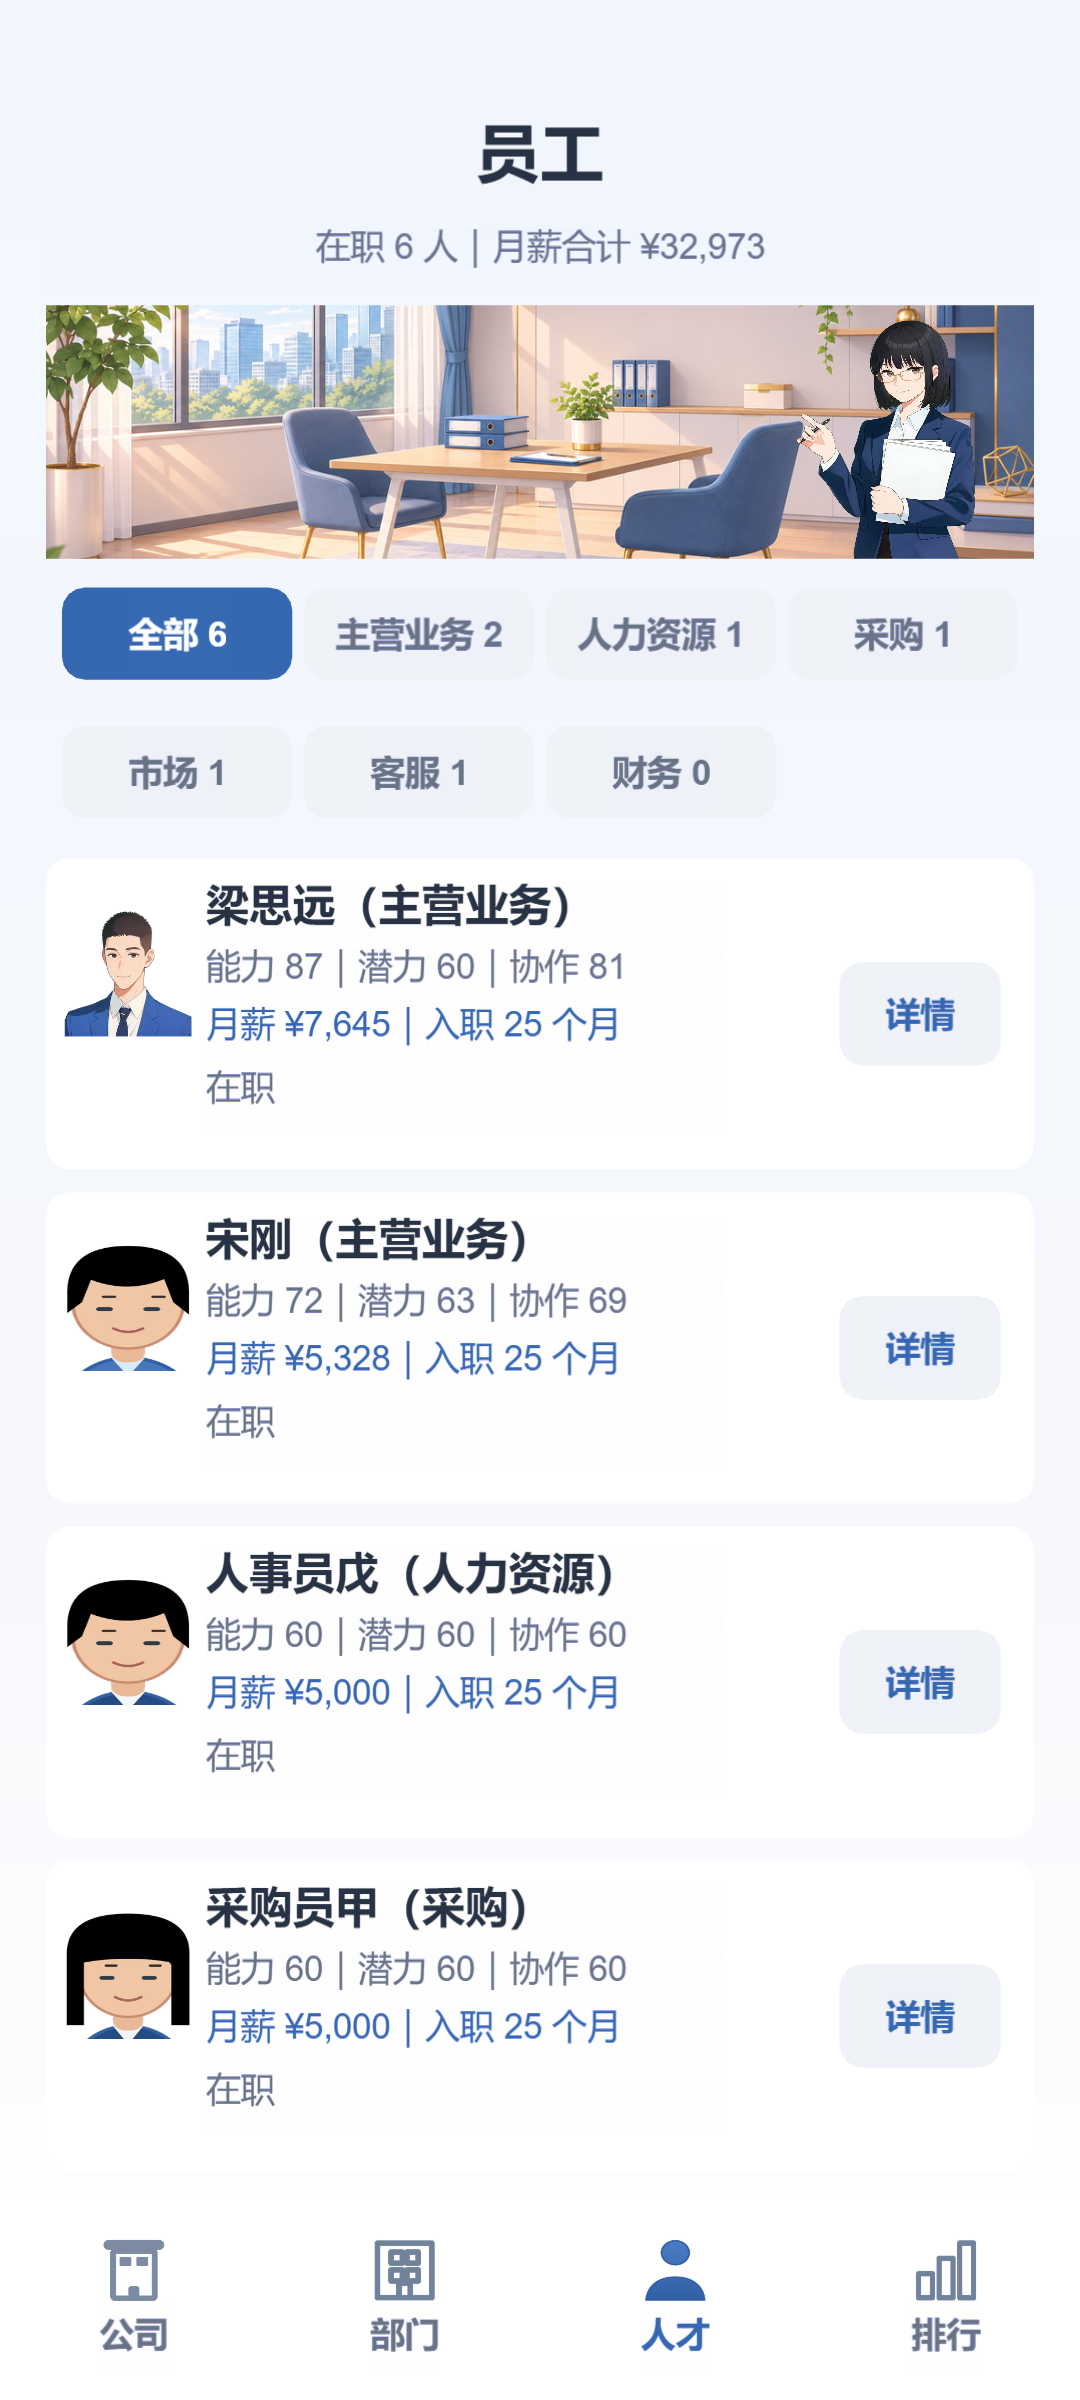 员工
在职 6 人 | 月薪合计 ¥32,973
全部 6
主营业务 2
人力资源 1
采购 1
市场 1
客服 1
财务 0
梁思远（主营业务）
能力 87 | 潜力 60 | 协作 81
月薪 ¥7,645 | 入职 25 个月
在职
详情
宋刚（主营业务）
能力 72 | 潜力 63 | 协作 69
月薪 ¥5,328 | 入职 25 个月
在职
详情
人事员戊（人力资源）
能力 60 | 潜力 60 | 协作 60
月薪 ¥5,000 | 入职 25 个月
在职
详情
采购员甲（采购）
能力 60 | 潜力 60 | 协作 60
月薪 ¥5,000 | 入职 25 个月
在职
详情
公司
部门
人才
排行